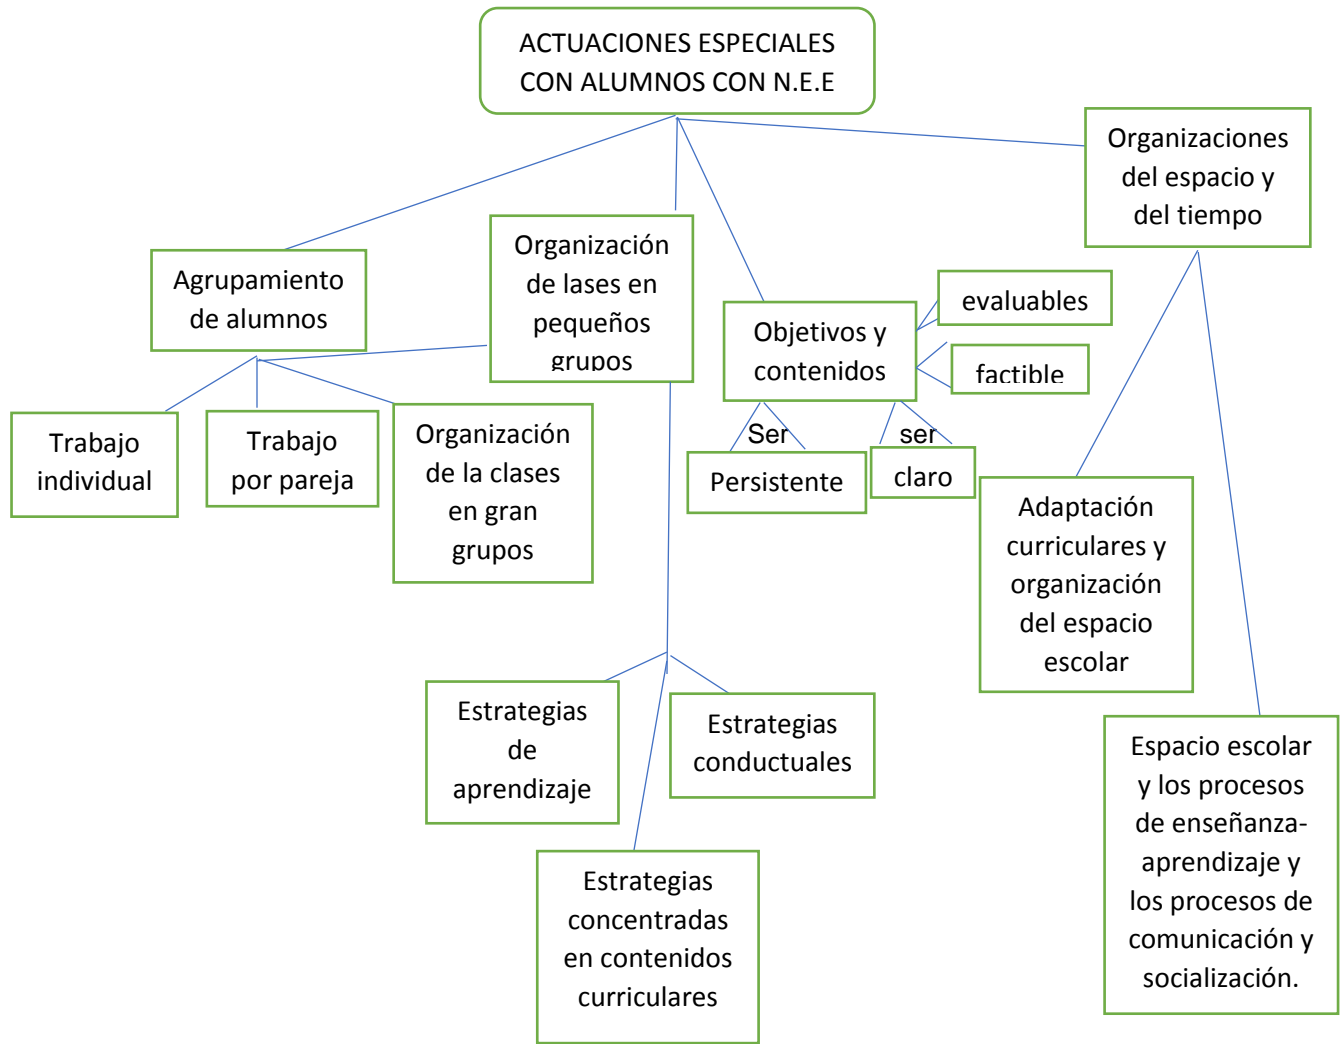 ACTUACIONES ESPECIALES
CON ALUMNOS CON N.E.E
Organizaciones
del espacio y
del tiempo
Organización
de lases en
pequeños
grupos
Agrupamiento
de alumnos
evaluables
Objetivos y
contenidos
factible
Trabajo
individual
Trabajo
por pareja
Organización
de la clases
en gran
grupos
Ser
ser
Persistente
claro
Adaptación
curriculares y
organización
del espacio
escolar
Estrategias
de
aprendizaje
Estrategias
conductuales
Espacio escolar
y los procesos
de enseñanza-
aprendizaje y
los procesos de
comunicación y
socialización.
Estrategias
concentradas
en contenidos
curriculares